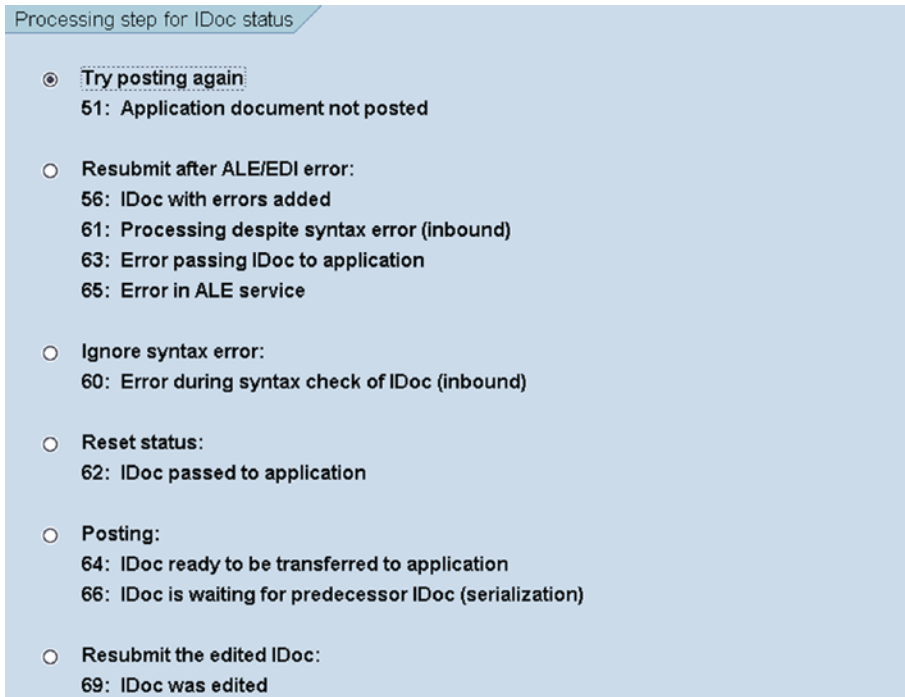 Processing step for IDoc status
Try posting again
51: Application document not posted
Resubmit after ALE/EDI error:
56: IDoc with errors added
61: Processing despite syntax error (inbound)
63: Error passing IDoc to application
65: Error in ALE service
Ignore syntax error:
60: Error during syntax check of IDoc (inbound)
Reset status:
62: IDoc passed to application
Posting:
64: IDoc ready to be transferred to application
66: IDoc is waiting for predecessor IDoc (serialization)
Resubmit the edited IDoc:
69: IDoc was edited